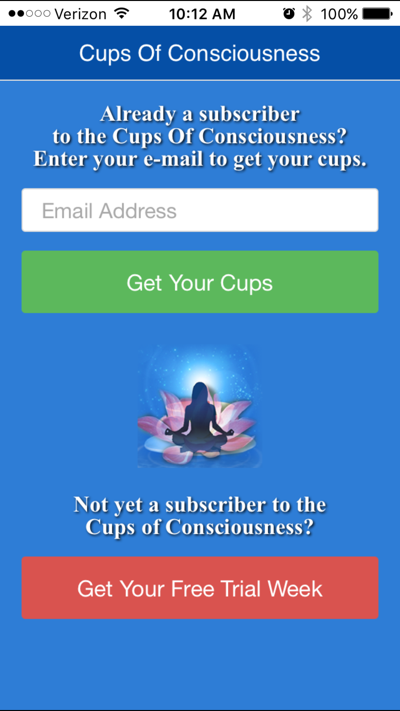 Verizon 10:12 AM 100%
Cups Of Consciousness
Already a subscriber
to the Cups Of Consciousness?
Enter your e-mail to get your cups.
Email Address
Get Your Cups
Not yet a subscriber to the
Cups of Consciousness?
Get Your Free Trial Week